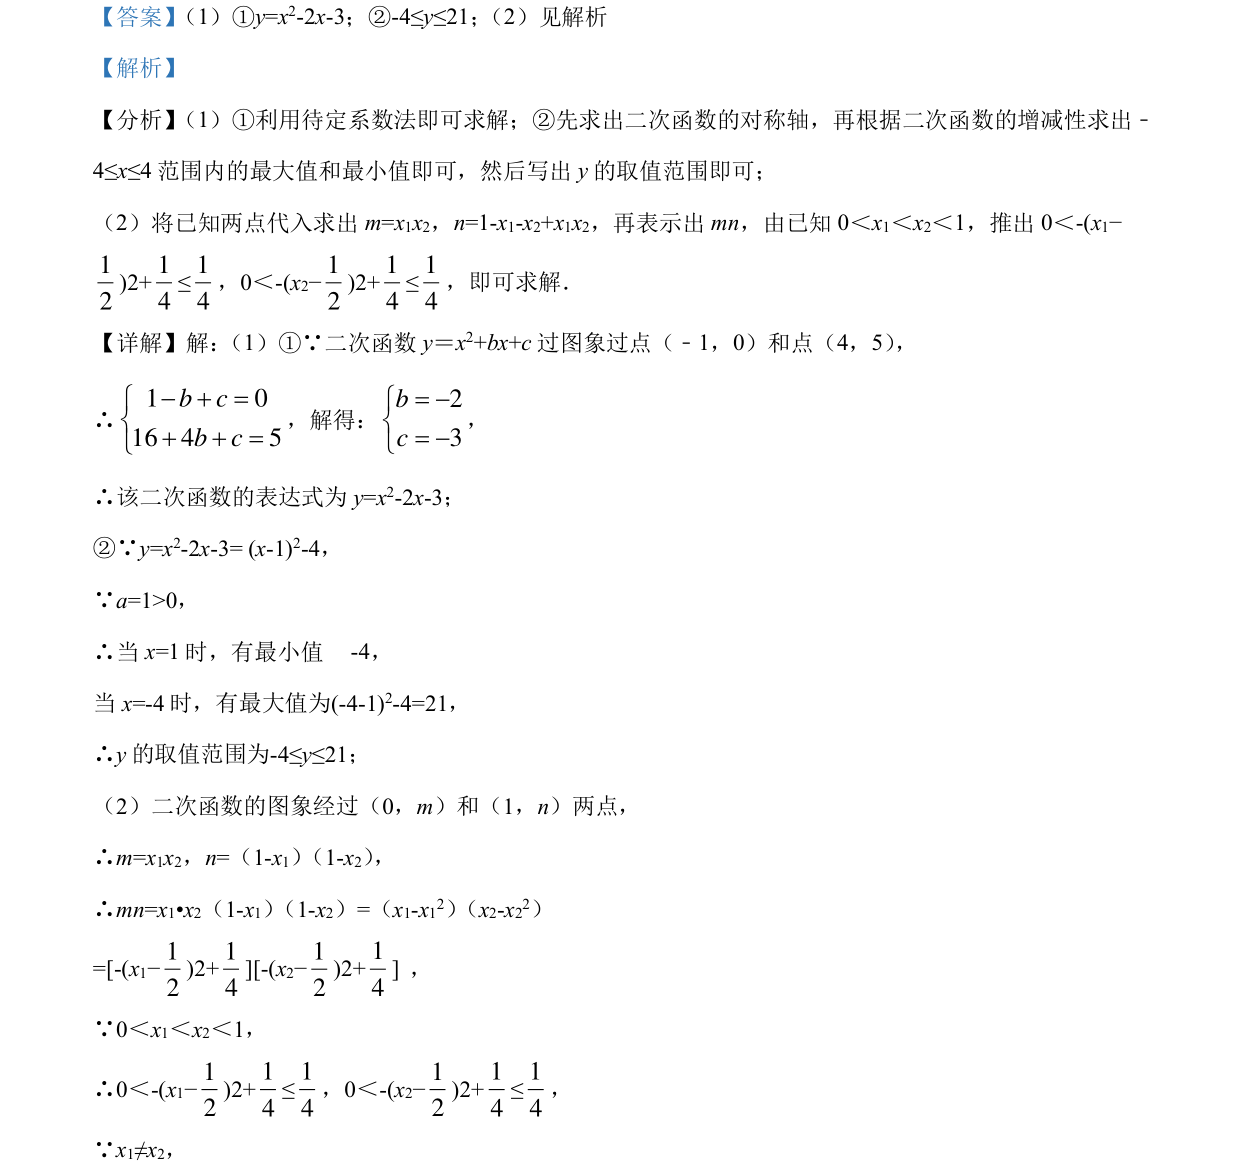 【答案】（1）①y=x²-2x-3；②-4≤y≤21；（2）见解析
【解析】
【分析】（1）①利用待定系数法即可求解；②先求出二次函数的对称轴，再根据二次函数的增减性求出﹣
4≤x≤4 范围内的最大值和最小值即可，然后写出 y 的取值范围即可；
（2）将已知两点代入求出 m=x₁x₂，n=1-x₁-x₂+x₁x₂，再表示出 mn，由已知 0＜x₁＜x₂＜1，推出 0＜-(x₁−
1/2)2+1/4≤1/4，0＜-(x₂−1/2)2+1/4≤1/4，即可求解．
【详解】解：（1）①∵二次函数 y＝x²+bx+c 过图象过点（﹣1，0）和点（4，5），
∴{1−b+c=0 16+4b+c=5，解得：{b=−2 c=−3，
∴该二次函数的表达式为 y=x²-2x-3；
②∵y=x²-2x-3= (x-1)²-4，
∵a=1>0，
∴当 x=1 时，有最小值 -4，
当 x=-4 时，有最大值为(-4-1)²-4=21，
∴y 的取值范围为-4≤y≤21；
（2）二次函数的图象经过（0，m）和（1，n）两点，
∴m=x₁x₂，n=（1-x₁）（1-x₂），
∴mn=x₁•x₂（1-x₁）（1-x₂）=（x₁-x₁²）（x₂-x₂²）
=[-(x₁−1/2)2+1/4][-(x₂−1/2)2+1/4]，
∵0＜x₁＜x₂＜1，
∴0＜-(x₁−1/2)2+1/4≤1/4，0＜-(x₂−1/2)2+1/4≤1/4，
∵x₁≠x₂，